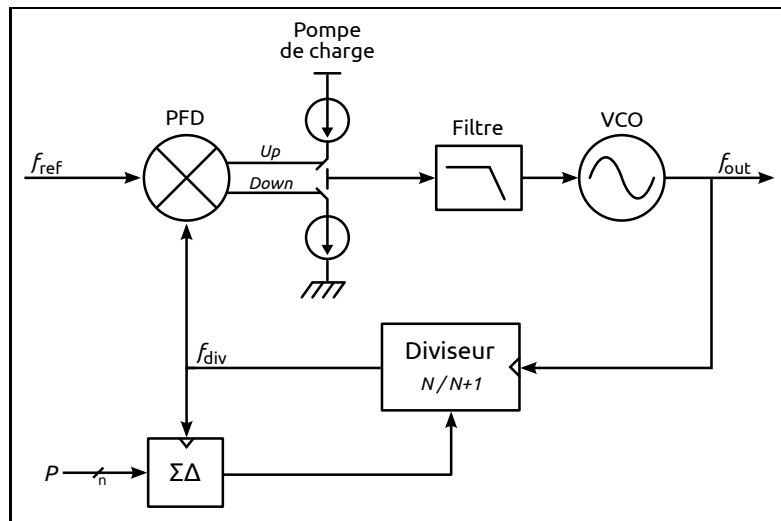 Pompe
de charge
PFD
Filtre
VCO
fref
Up
Down
fout
fdiv
Diviseur
N / N+1
P
n
ΣΔ